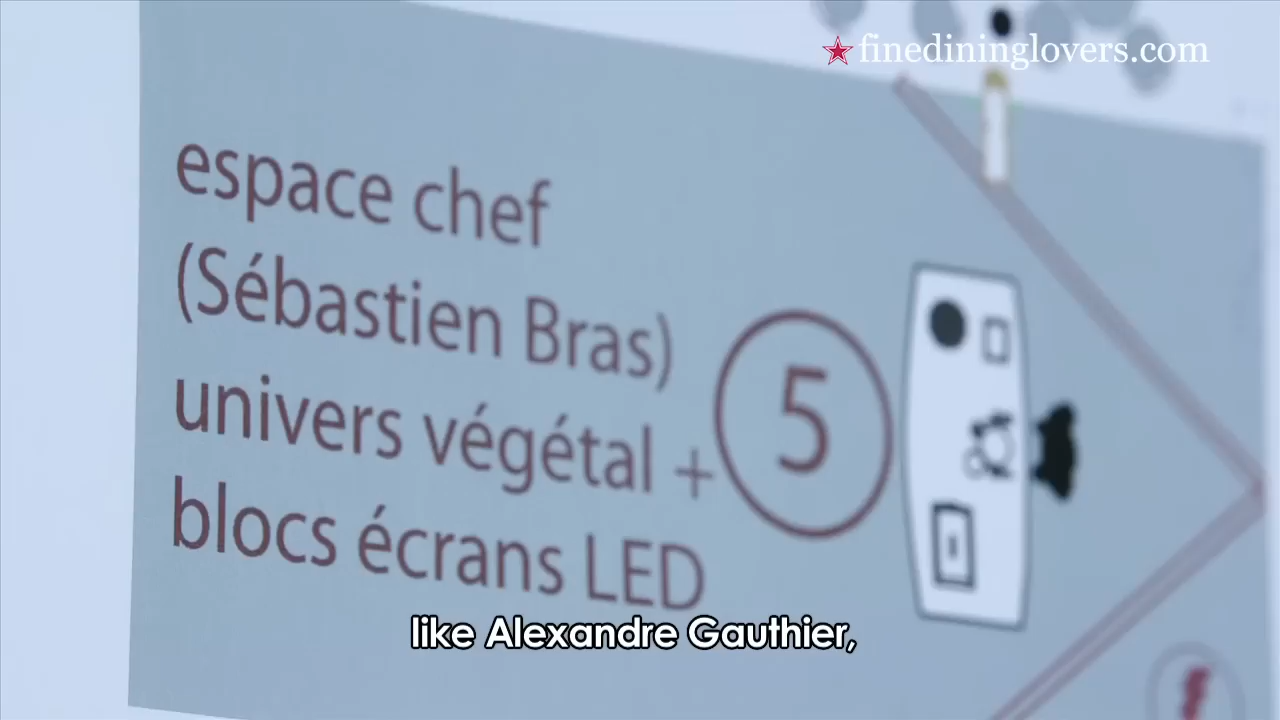 finedininglovers.com
espace chef
(Sébastien Bras)
univers végétal +
blocs écrans LED
5
like Alexandre Gauthier,